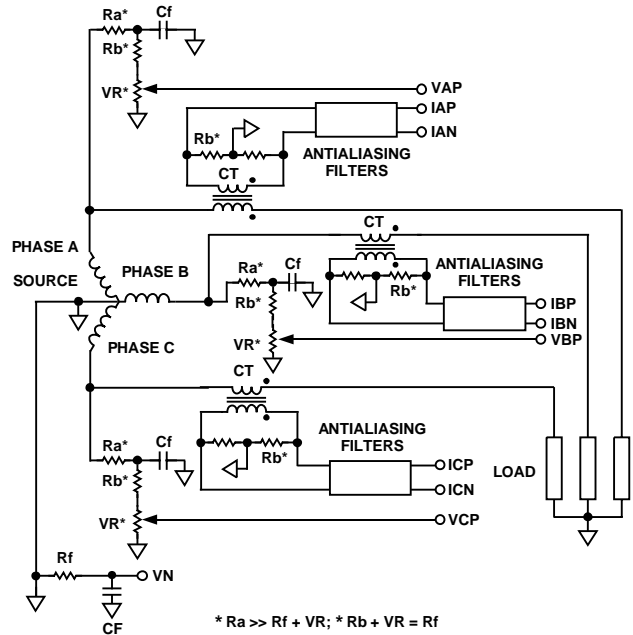 Ra*
Cf
Rb*
VR*
VAP
IAP
IAN
Rb*
ANTIALIASING
FILTERS
CT
CT
PHASE A
SOURCE
PHASE B
PHASE C
Ra*
Cf
Rb*
VR*
ANTIALIASING
FILTERS
Rb*
IBP
IBN
VBP
CT
ANTIALIASING
FILTERS
Ra*
Cf
Rb*
VR*
Rb*
ICP
ICN
VCP
LOAD
Rf
VN
CF
* Ra >> Rf + VR; * Rb + VR = Rf